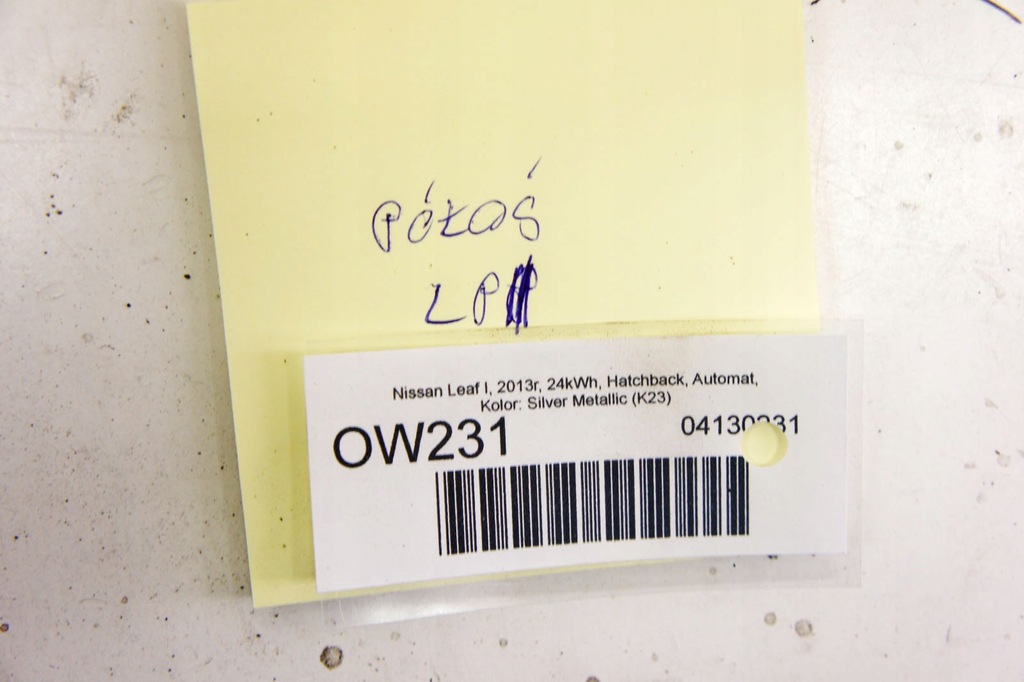 PÓŁOŚ
LP
Nissan Leaf I, 2013r, 24kWh, Hatchback, Automat,
Kolor: Silver Metallic (K23)
OW231